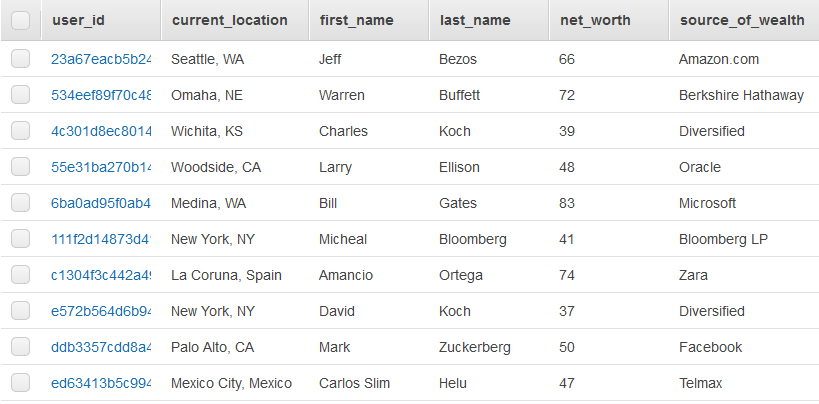 user_id current_location first_name last_name net_worth source_of_wealth
23a67eacb5b24 Seattle, WA Jeff Bezos 66 Amazon.com
534eef89f70c48 Omaha, NE Warren Buffett 72 Berkshire Hathaway
4c301d8ec8014 Wichita, KS Charles Koch 39 Diversified
55e31ba270b14 Woodside, CA Larry Ellison 48 Oracle
6ba0ad95f0ab4 Medina, WA Bill Gates 83 Microsoft
111f2d14873d4 New York, NY Micheal Bloomberg 41 Bloomberg LP
c1304f3c442a49 La Coruna, Spain Amancio Ortega 74 Zara
e572b564d6b94 New York, NY David Koch 37 Diversified
ddb3357cdd8a4 Palo Alto, CA Mark Zuckerberg 50 Facebook
ed63413b5c994 Mexico City, Mexico Carlos Slim Helu 47 Telmax